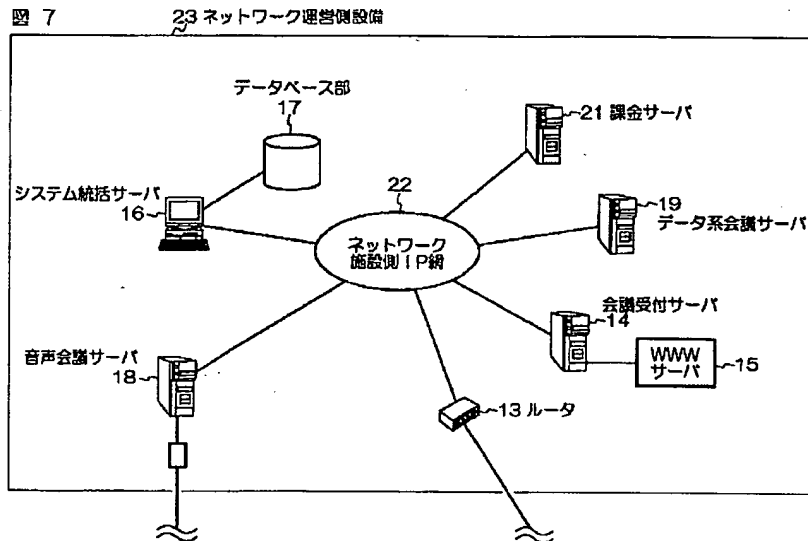 図 7
23 ネットワーク運営側設備
データベース部
17
21 課金サーバ
システム統括サーバ
16
22
ネットワーク
施設側IP網
19
データ系会議サーバ
会議受付サーバ
14
WWW
サーバ
15
音声会議サーバ
18
13 ルータ